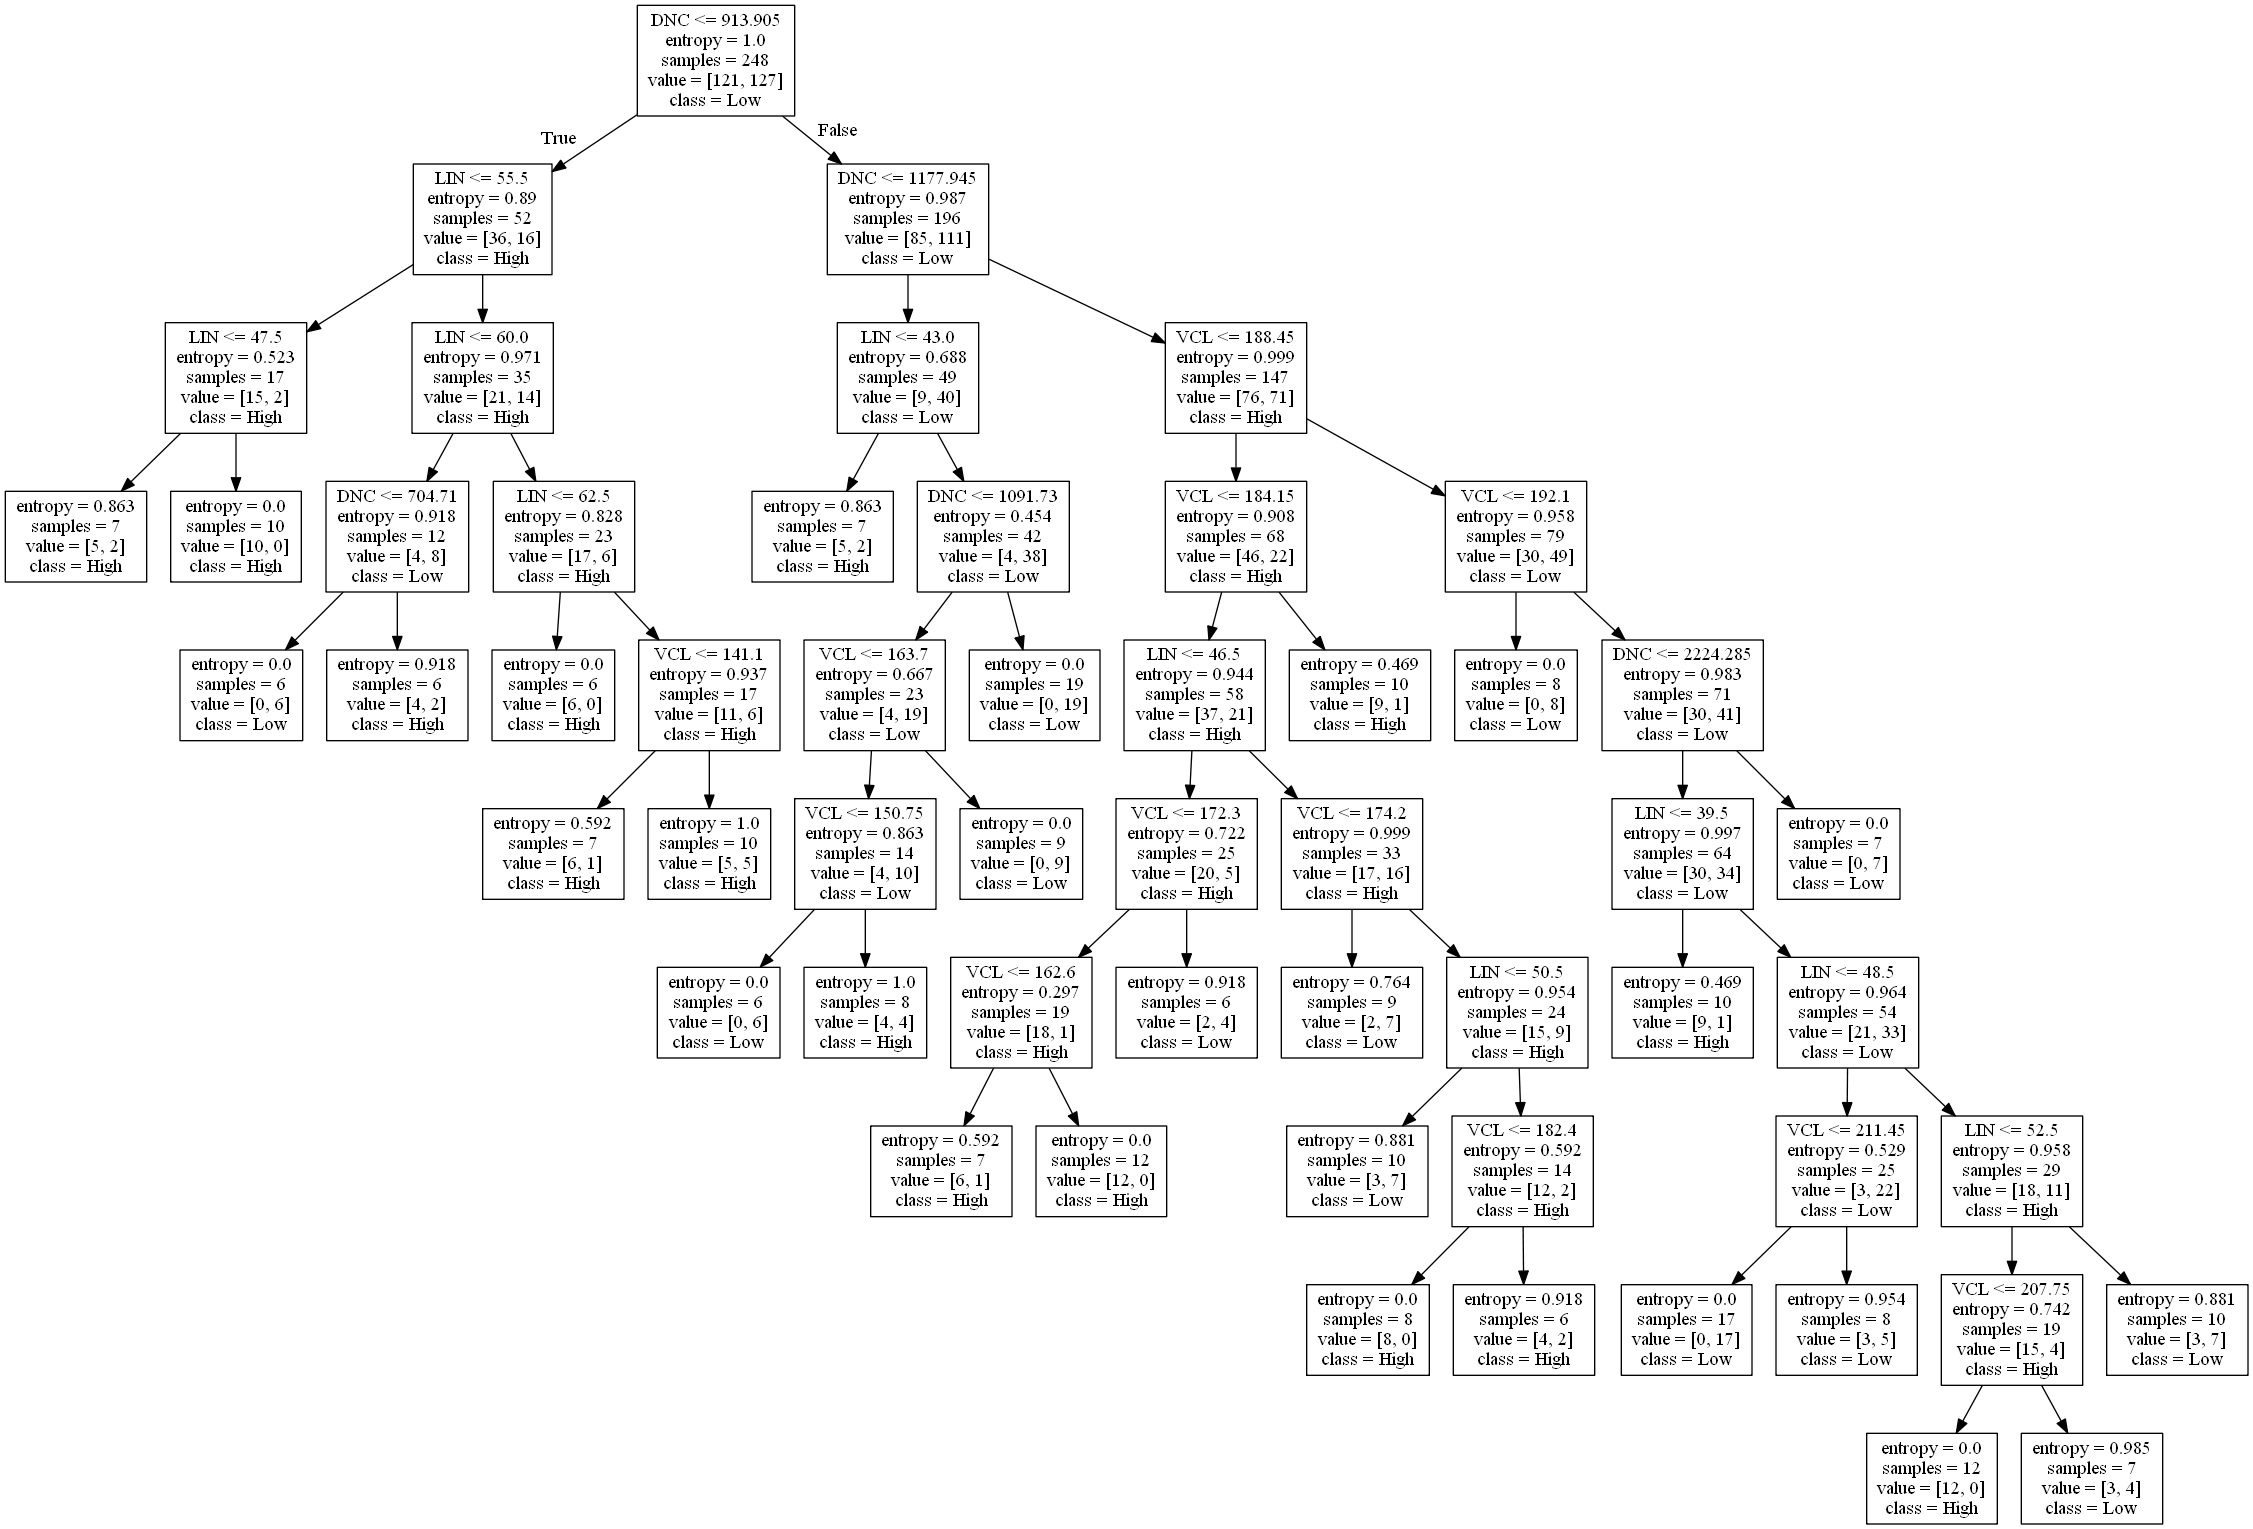 DNC <= 913.905
entropy = 1.0
samples = 248
value = [121, 127]
class = Low
True
False
LIN <= 55.5
entropy = 0.89
samples = 52
value = [36, 16]
class = High
DNC <= 1177.945
entropy = 0.987
samples = 196
value = [85, 111]
class = Low
LIN <= 47.5
entropy = 0.523
samples = 17
value = [15, 2]
class = High
LIN <= 60.0
entropy = 0.971
samples = 35
value = [21, 14]
class = High
LIN <= 43.0
entropy = 0.688
samples = 49
value = [9, 40]
class = Low
VCL <= 188.45
entropy = 0.999
samples = 147
value = [76, 71]
class = High
entropy = 0.863
samples = 7
value = [5, 2]
class = High
entropy = 0.0
samples = 10
value = [10, 0]
class = High
DNC <= 704.71
entropy = 0.918
samples = 12
value = [4, 8]
class = Low
LIN <= 62.5
entropy = 0.828
samples = 23
value = [17, 6]
class = High
entropy = 0.863
samples = 7
value = [5, 2]
class = High
DNC <= 1091.73
entropy = 0.454
samples = 42
value = [4, 38]
class = Low
VCL <= 184.15
entropy = 0.908
samples = 68
value = [46, 22]
class = High
VCL <= 192.1
entropy = 0.958
samples = 79
value = [30, 49]
class = Low
entropy = 0.0
samples = 6
value = [0, 6]
class = Low
entropy = 0.918
samples = 6
value = [4, 2]
class = High
entropy = 0.0
samples = 6
value = [6, 0]
class = High
VCL <= 141.1
entropy = 0.937
samples = 17
value = [11, 6]
class = High
VCL <= 163.7
entropy = 0.667
samples = 23
value = [4, 19]
class = Low
entropy = 0.0
samples = 19
value = [0, 19]
class = Low
LIN <= 46.5
entropy = 0.944
samples = 58
value = [37, 21]
class = High
entropy = 0.469
samples = 10
value = [9, 1]
class = High
entropy = 0.0
samples = 8
value = [0, 8]
class = Low
DNC <= 2224.285
entropy = 0.983
samples = 71
value = [30, 41]
class = Low
entropy = 0.592
samples = 7
value = [6, 1]
class = High
entropy = 1.0
samples = 10
value = [5, 5]
class = High
VCL <= 150.75
entropy = 0.863
samples = 14
value = [4, 10]
class = Low
entropy = 0.0
samples = 9
value = [0, 9]
class = Low
VCL <= 172.3
entropy = 0.722
samples = 25
value = [20, 5]
class = High
VCL <= 174.2
entropy = 0.999
samples = 33
value = [17, 16]
class = High
LIN <= 39.5
entropy = 0.997
samples = 64
value = [30, 34]
class = Low
entropy = 0.0
samples = 7
value = [0, 7]
class = Low
entropy = 0.0
samples = 6
value = [0, 6]
class = Low
entropy = 1.0
samples = 8
value = [4, 4]
class = High
VCL <= 162.6
entropy = 0.297
samples = 19
value = [18, 1]
class = High
entropy = 0.918
samples = 6
value = [2, 4]
class = Low
entropy = 0.764
samples = 9
value = [2, 7]
class = Low
LIN <= 50.5
entropy = 0.954
samples = 24
value = [15, 9]
class = High
entropy = 0.469
samples = 10
value = [9, 1]
class = High
LIN <= 48.5
entropy = 0.964
samples = 54
value = [21, 33]
class = Low
entropy = 0.592
samples = 7
value = [6, 1]
class = High
entropy = 0.0
samples = 12
value = [12, 0]
class = High
entropy = 0.881
samples = 10
value = [3, 7]
class = Low
VCL <= 182.4
entropy = 0.592
samples = 14
value = [12, 2]
class = High
VCL <= 211.45
entropy = 0.529
samples = 25
value = [3, 22]
class = Low
LIN <= 52.5
entropy = 0.958
samples = 29
value = [18, 11]
class = High
entropy = 0.0
samples = 8
value = [8, 0]
class = High
entropy = 0.918
samples = 6
value = [4, 2]
class = High
entropy = 0.0
samples = 17
value = [0, 17]
class = Low
entropy = 0.954
samples = 8
value = [3, 5]
class = Low
VCL <= 207.75
entropy = 0.742
samples = 19
value = [15, 4]
class = High
entropy = 0.881
samples = 10
value = [3, 7]
class = Low
entropy = 0.0
samples = 12
value = [12, 0]
class = High
entropy = 0.985
samples = 7
value = [3, 4]
class = Low